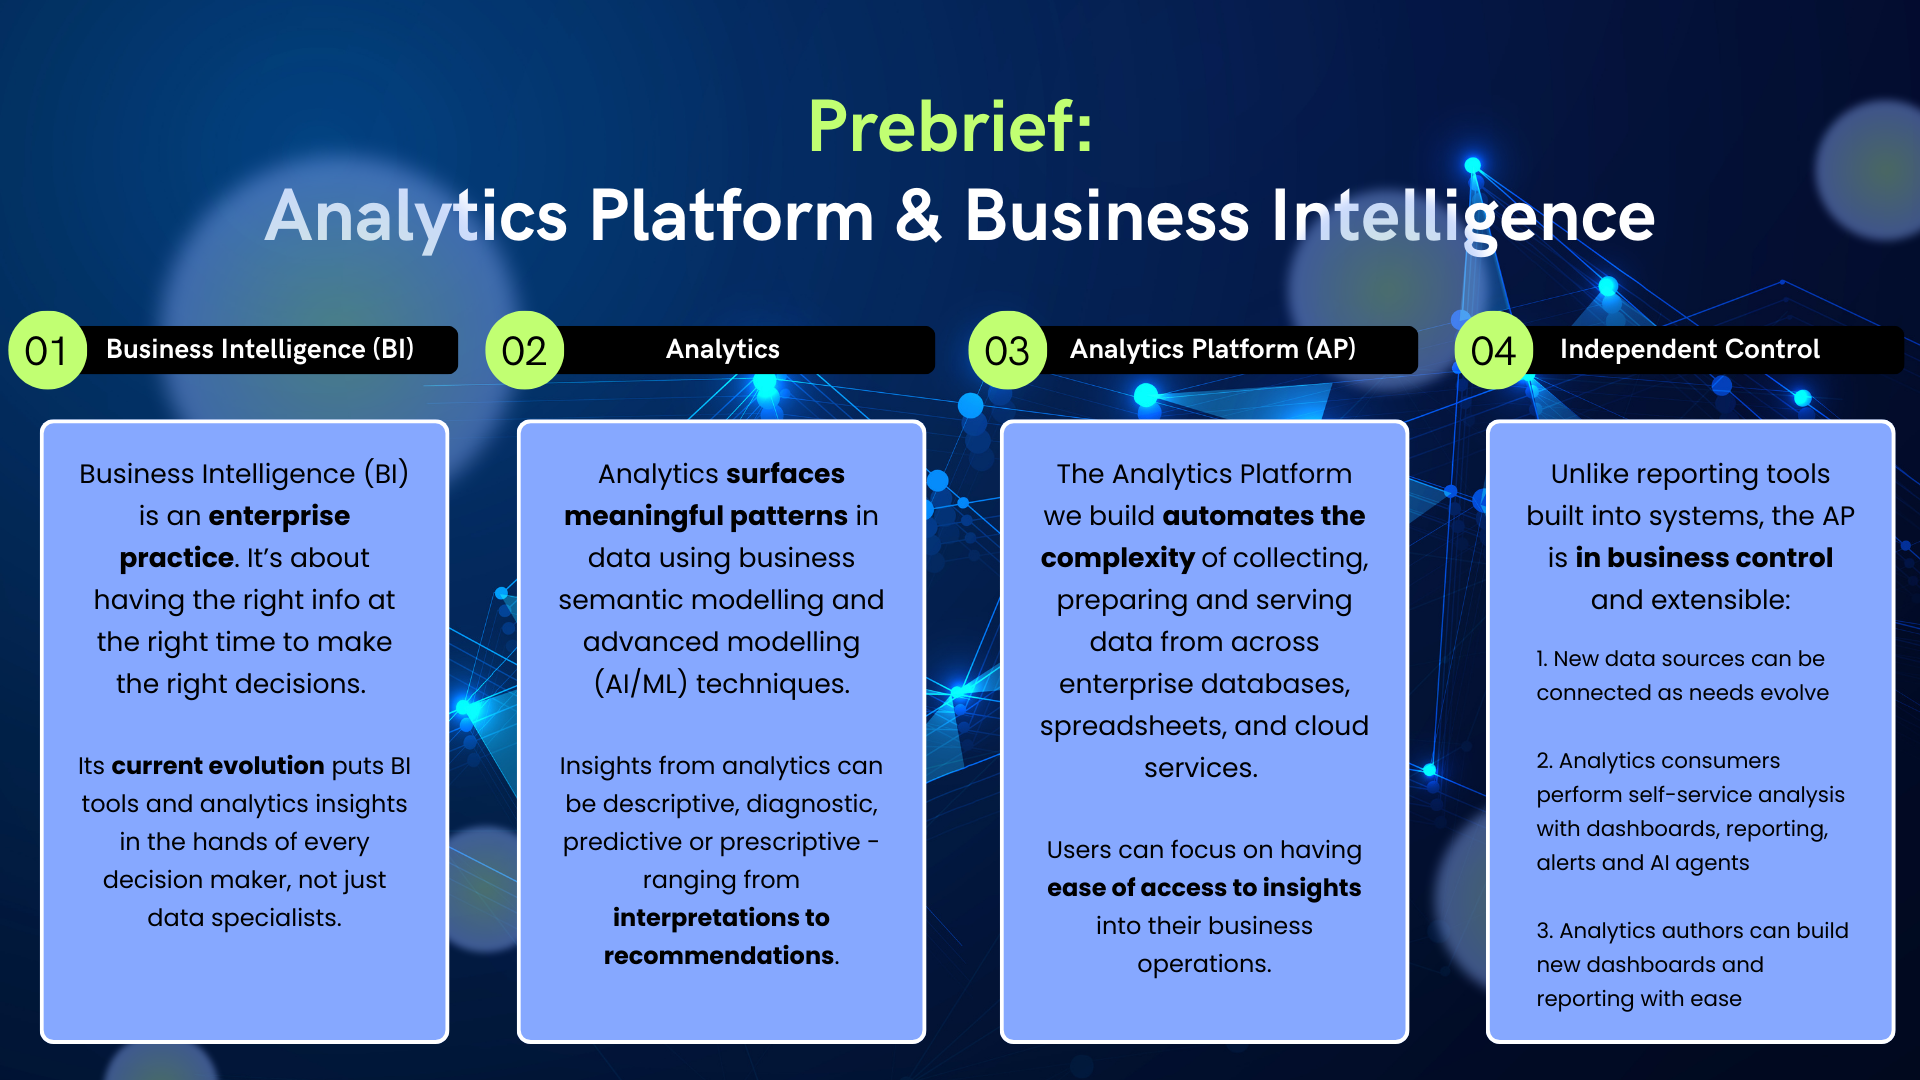 Prebrief:
Analytics Platform & Business Intelligence
01
Business Intelligence (BI)
Business Intelligence (BI)
is an enterprise
practice. It’s about
having the right info at
the right time to make
the right decisions.
Its current evolution puts BI
tools and analytics insights
in the hands of every
decision maker, not just
data specialists.
02
Analytics
Analytics surfaces
meaningful patterns in
data using business
semantic modelling and
advanced modelling
(AI/ML) techniques.
Insights from analytics can
be descriptive, diagnostic,
predictive or prescriptive -
ranging from
interpretations to
recommendations.
03
Analytics Platform (AP)
The Analytics Platform
we build automates the
complexity of collecting,
preparing and serving
data from across
enterprise databases,
spreadsheets, and cloud
services.
Users can focus on having
ease of access to insights
into their business
operations.
04
Independent Control
Unlike reporting tools
built into systems, the AP
is in business control
and extensible:
1. New data sources can be
connected as needs evolve
2. Analytics consumers
perform self-service analysis
with dashboards, reporting,
alerts and AI agents
3. Analytics authors can build
new dashboards and
reporting with ease